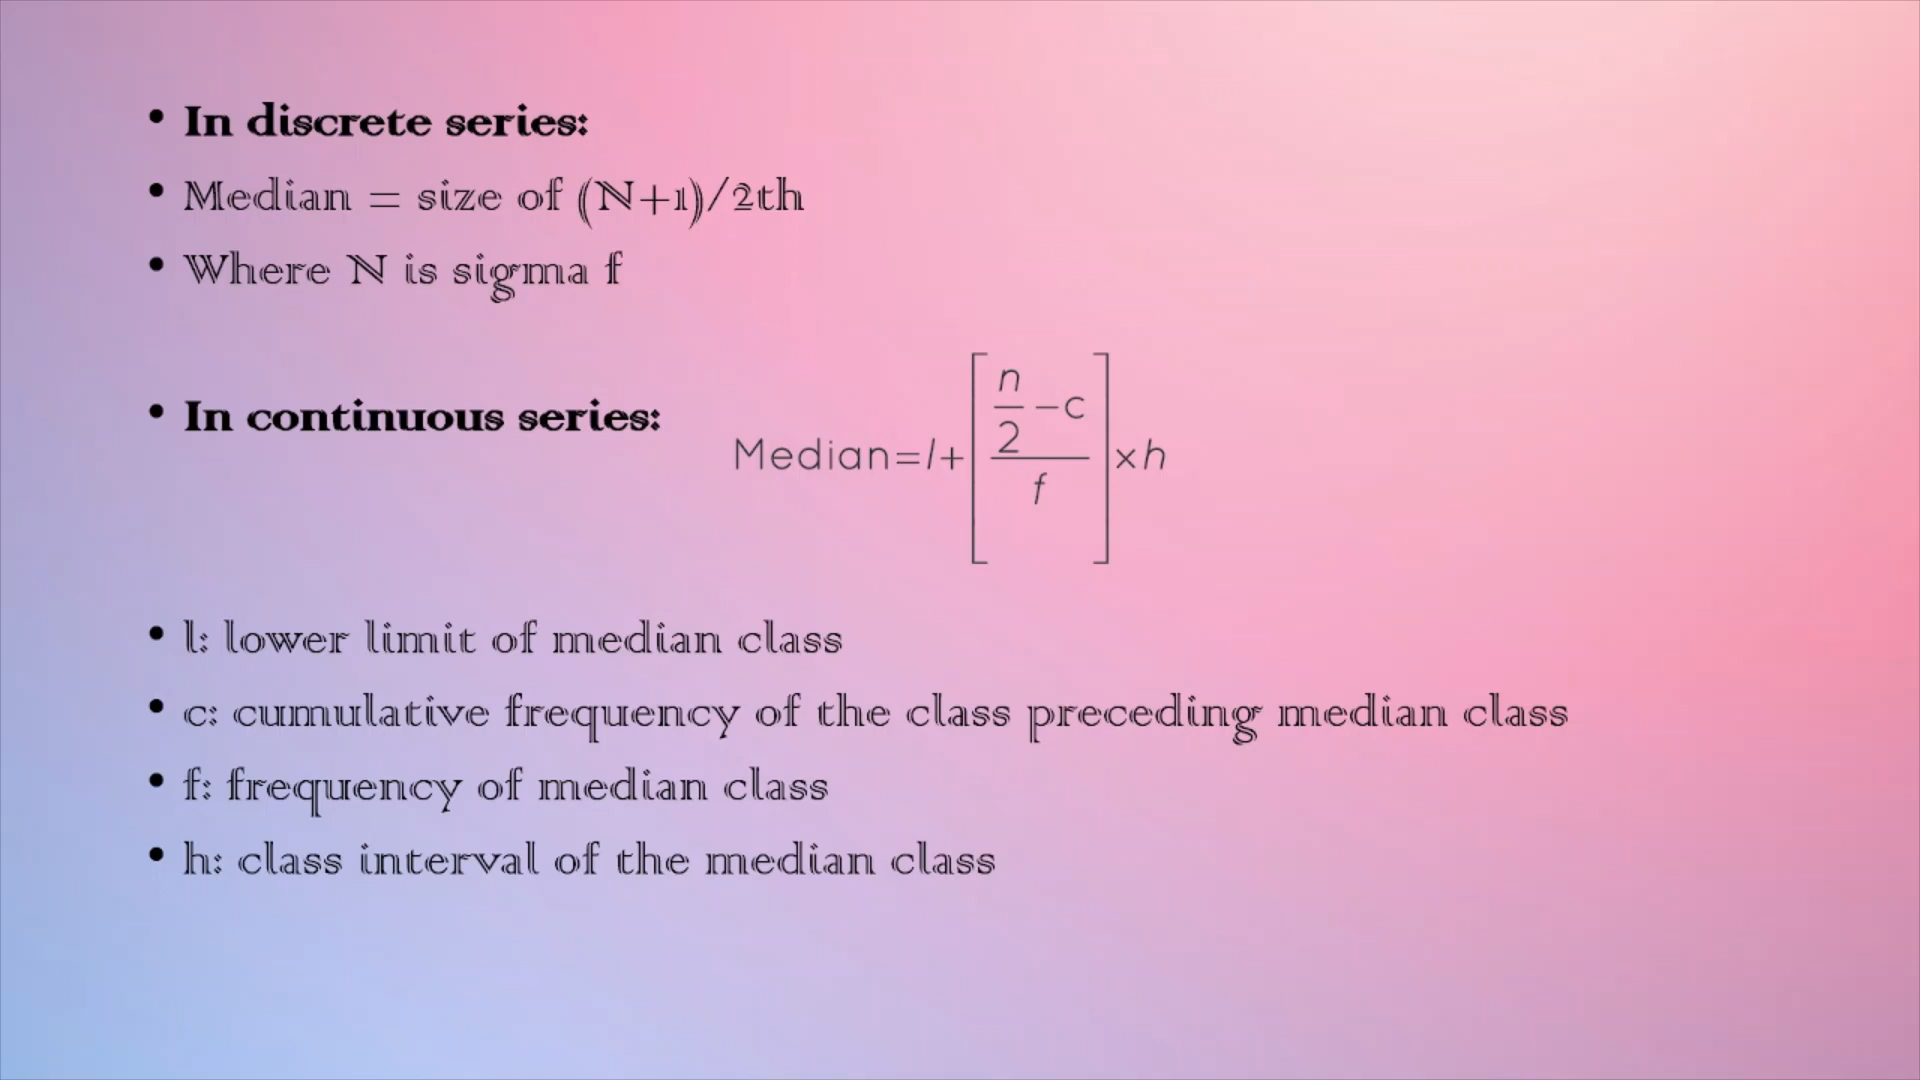 • In discrete series:
• Median = size of (N+1)/2th
• Where N is sigma f
• In continuous series:
Median=l+[(n/2−c)/f]×h
• l: lower limit of median class
• c: cumulative frequency of the class preceding median class
• f: frequency of median class
• h: class interval of the median class